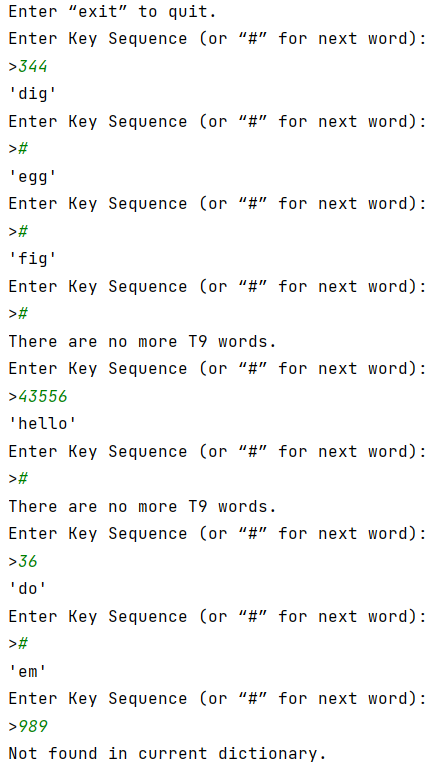 Enter “exit” to quit.
Enter Key Sequence (or “#” for next word):
>344
'dig'
Enter Key Sequence (or “#” for next word):
>#
'egg'
Enter Key Sequence (or “#” for next word):
>#
'fig'
Enter Key Sequence (or “#” for next word):
>#
There are no more T9 words.
Enter Key Sequence (or “#” for next word):
>43556
'hello'
Enter Key Sequence (or “#” for next word):
>#
There are no more T9 words.
Enter Key Sequence (or “#” for next word):
>36
'do'
Enter Key Sequence (or “#” for next word):
>#
'em'
Enter Key Sequence (or “#” for next word):
>989
Not found in current dictionary.